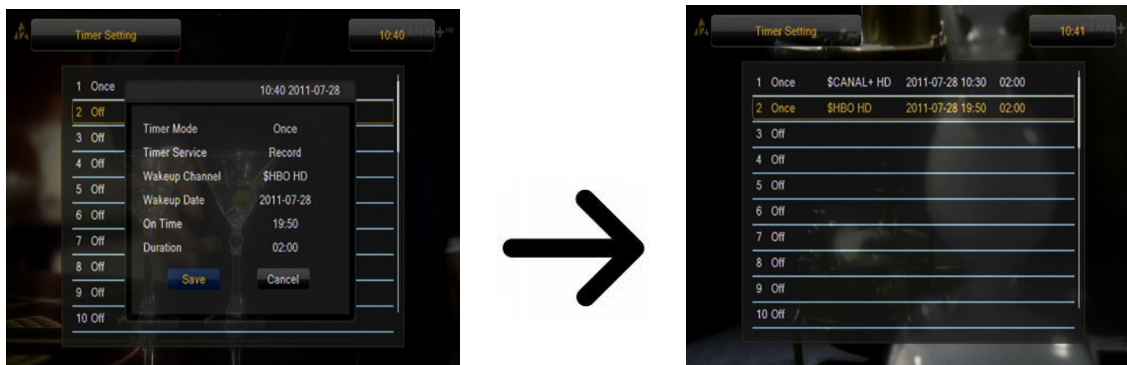 Timer Setting 10:40
1 Once
10:40 2011-07-28
2 Off
Timer Mode Once
3 Off
Timer Service Record
4 Off
Wakeup Channel $HBO HD
5 Off
Wakeup Date 2011-07-28
6 Off
On Time 19:50
7 Off
Duration 02:00
8 Off
Save Cancel
9 Off
10 Off
Timer Setting 10:41
1 Once $CANAL+ HD 2011-07-28 10:30 02:00
2 Once $HBO HD 2011-07-28 19:50 02:00
3 Off
4 Off
5 Off
6 Off
7 Off
8 Off
9 Off
10 Off